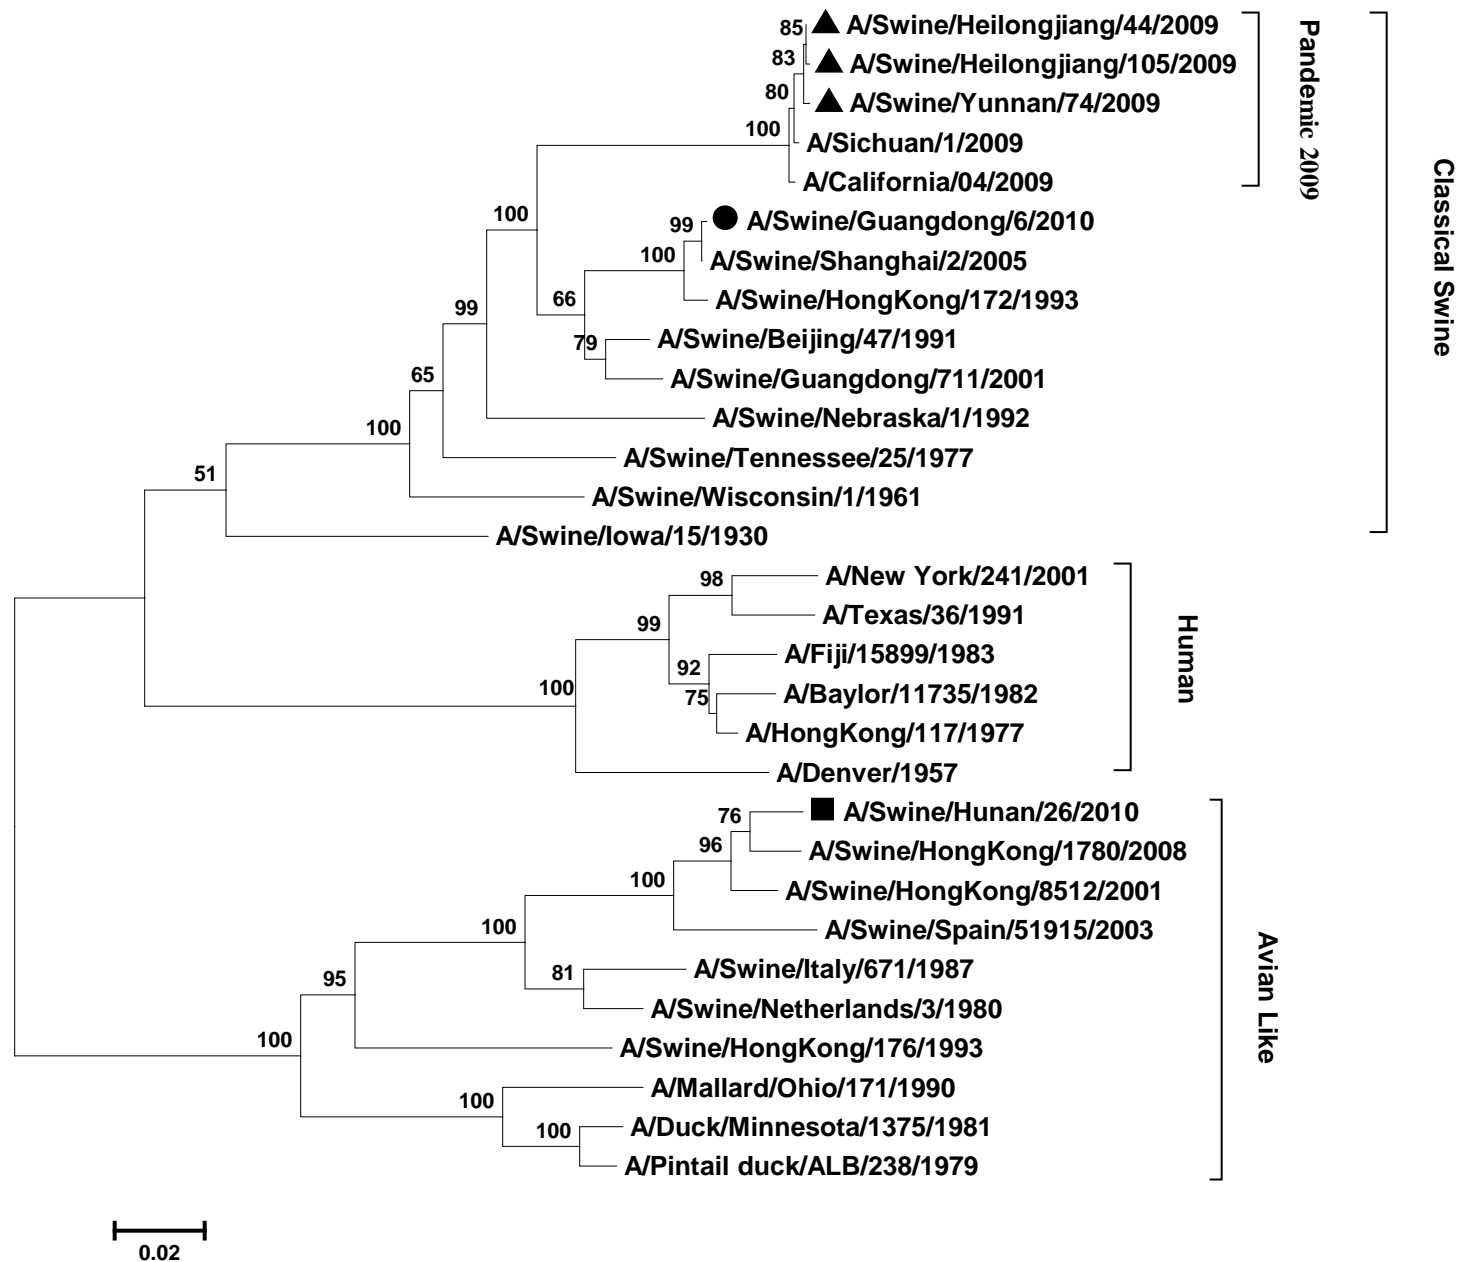 85
A/Swine/Heilongjiang/44/2009
83
A/Swine/Heilongjiang/105/2009
80
A/Swine/Yunnan/74/2009
100
A/Sichuan/1/2009
A/California/04/2009
Pandemic 2009
100
99
A/Swine/Guangdong/6/2010
100
A/Swine/Shanghai/2/2005
A/Swine/HongKong/172/1993
99
66
79
A/Swine/Beijing/47/1991
A/Swine/Guangdong/711/2001
65
A/Swine/Nebraska/1/1992
100
A/Swine/Tennessee/25/1977
51
A/Swine/Wisconsin/1/1961
A/Swine/Iowa/15/1930
Classical Swine
98
A/New York/241/2001
A/Texas/36/1991
99
92
A/Fiji/15899/1983
100
75
A/Baylor/11735/1982
A/HongKong/117/1977
A/Denver/1957
Human
76
A/Swine/Hunan/26/2010
96
A/Swine/HongKong/1780/2008
100
A/Swine/HongKong/8512/2001
100
A/Swine/Spain/51915/2003
81
A/Swine/Italy/671/1987
95
A/Swine/Netherlands/3/1980
100
A/Swine/HongKong/176/1993
100
A/Mallard/Ohio/171/1990
100
A/Duck/Minnesota/1375/1981
A/Pintail duck/ALB/238/1979
Avian Like
0.02